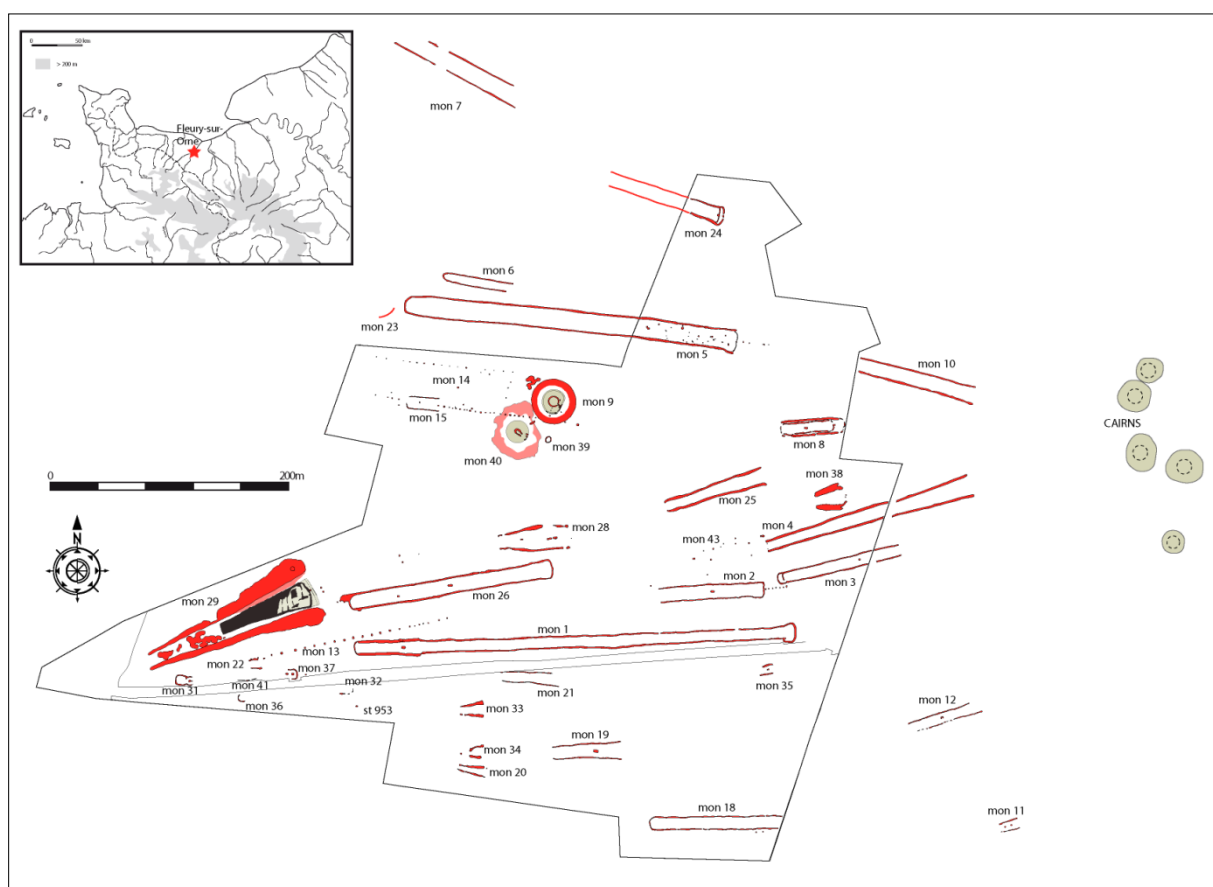 0 50 km
> 200 m
Fleury-sur-
Orne
mon 7
mon 24
mon 6
mon 23
mon 5
mon 10
mon 14
mon 15
mon 9
mon 39
mon 40
mon 8
CAIRNS
0 200m
N
mon 38
mon 25
mon 4
mon 28
mon 43
mon 2
mon 3
mon 29
mon 26
mon 1
mon 13
mon 22
mon 37
mon 31
mon 41
mon 32
mon 21
mon 35
mon 36
st 953
mon 33
mon 12
mon 19
mon 34
mon 20
mon 18
mon 11